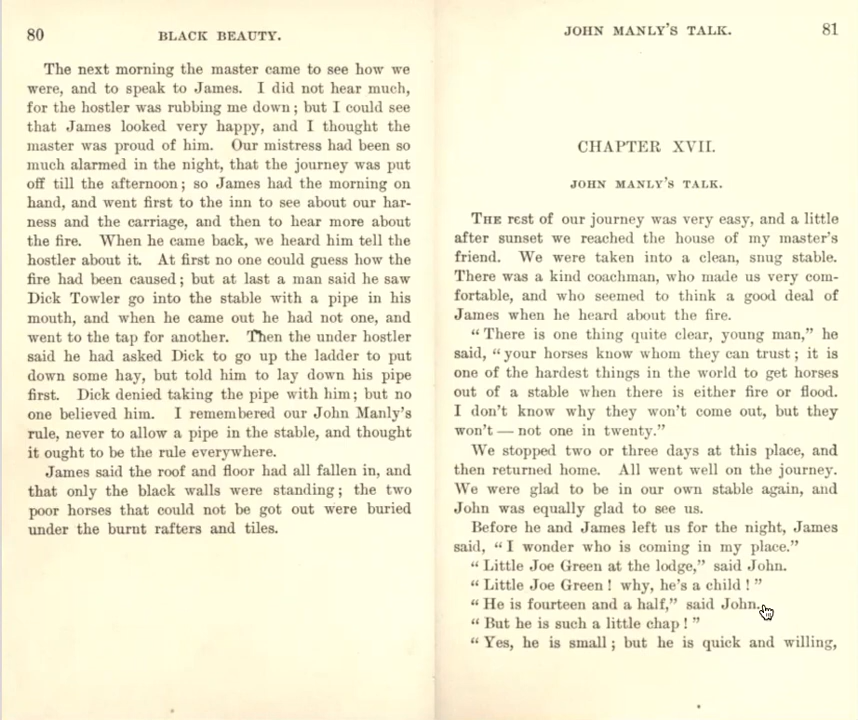 80 BLACK BEAUTY.
The next morning the master came to see how we
were, and to speak to James. I did not hear much,
for the hostler was rubbing me down; but I could see
that James looked very happy, and I thought the
master was proud of him. Our mistress had been so
much alarmed in the night, that the journey was put
off till the afternoon; so James had the morning on
hand, and went first to the inn to see about our har-
ness and the carriage, and then to hear more about
the fire. When he came back, we heard him tell the
hostler about it. At first no one could guess how the
fire had been caused; but at last a man said he saw
Dick Towler go into the stable with a pipe in his
mouth, and when he came out he had not one, and
went to the tap for another. Then the under hostler
said he had asked Dick to go up the ladder to put
down some hay, but told him to lay down his pipe
first. Dick denied taking the pipe with him; but no
one believed him. I remembered our John Manly's
rule, never to allow a pipe in the stable, and thought
it ought to be the rule everywhere.
James said the roof and floor had all fallen in, and
that only the black walls were standing; the two
poor horses that could not be got out were buried
under the burnt rafters and tiles.
JOHN MANLY'S TALK. 81
CHAPTER XVII.
JOHN MANLY'S TALK.
THE rest of our journey was very easy, and a little
after sunset we reached the house of my master's
friend. We were taken into a clean, snug stable.
There was a kind coachman, who made us very com-
fortable, and who seemed to think a good deal of
James when he heard about the fire.
"There is one thing quite clear, young man," he
said, "your horses know whom they can trust; it is
one of the hardest things in the world to get horses
out of a stable when there is either fire or flood.
I don't know why they won't come out, but they
won't — not one in twenty."
We stopped two or three days at this place, and
then returned home. All went well on the journey.
We were glad to be in our own stable again, and
John was equally glad to see us.
Before he and James left us for the night, James
said, "I wonder who is coming in my place."
"Little Joe Green at the lodge," said John.
"Little Joe Green! why, he's a child!"
"He is fourteen and a half," said John.
"But he is such a little chap!"
"Yes, he is small; but he is quick and willing,